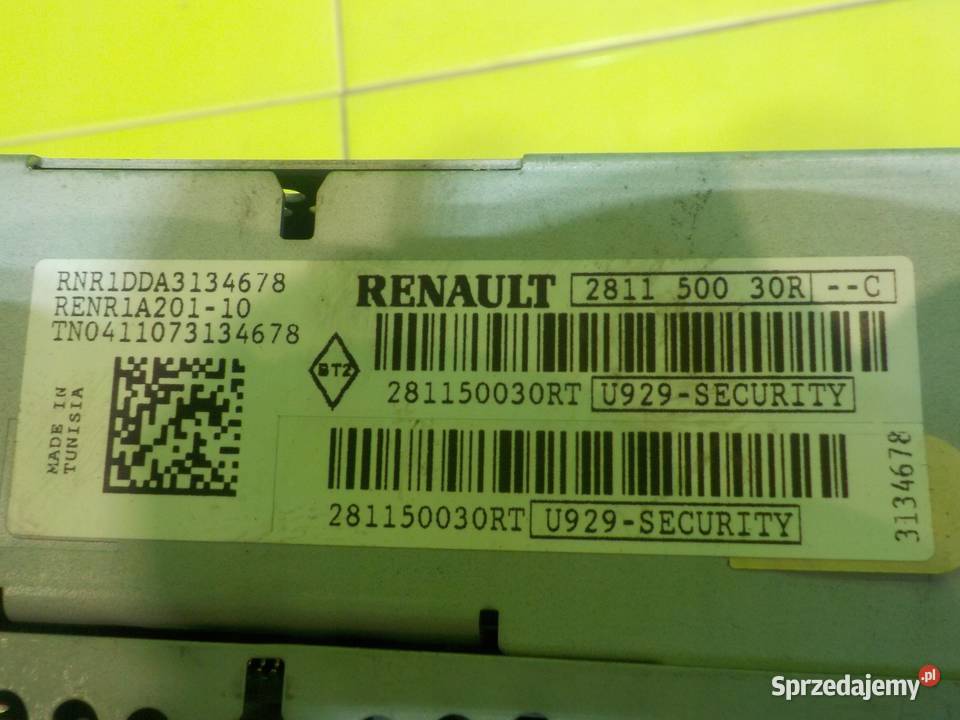 RNR1DDA3134678
RENR1A201-10
TN0411073134678
MADE IN
TUNISIA
RENAULT 2811 500 30R --C
BTZ
281150030RT U929-SECURITY
281150030RT U929-SECURITY
3134678
Sprzedajemy.pl